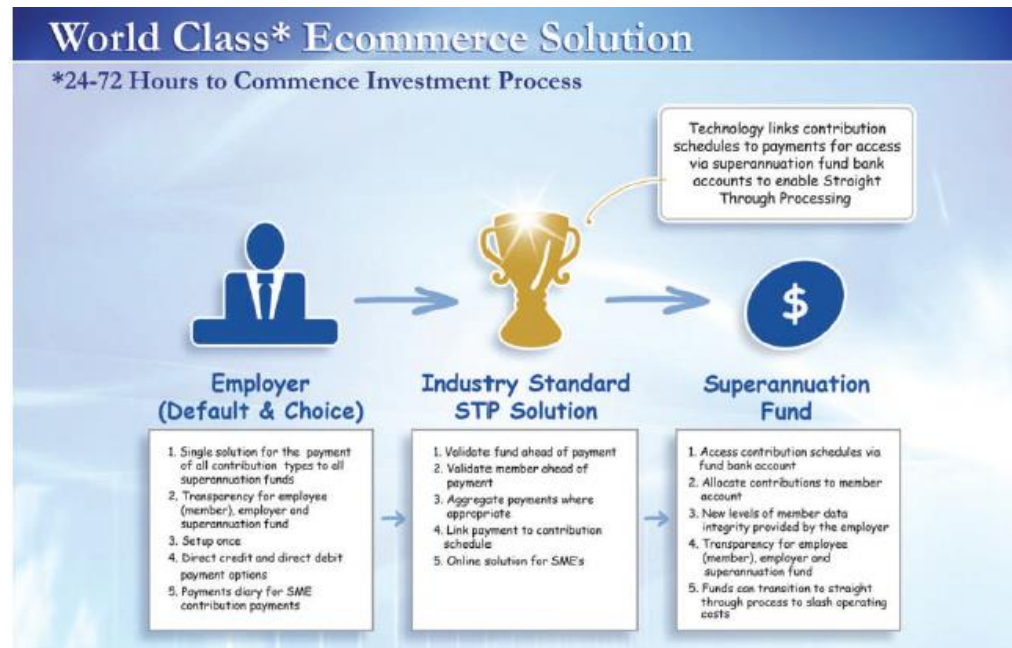 World Class* Ecommerce Solution
*24-72 Hours to Commence Investment Process
Technology links contribution
schedules to payments for access
via superannuation fund bank
accounts to enable Straight
Through Processing
$
Employer
(Default & Choice)
1. Single solution for the payment
of all contribution types to all
superannuation funds
2. Transparency for employee
(member), employer and
superannuation fund
3. Setup once
4. Direct credit and direct debit
payment options
5. Payments diary for SME
contribution payments
Industry Standard
STP Solution
1. Validate fund ahead of payment
2. Validate member ahead of
payment
3. Aggregate payments where
appropriate
4. Link payment to contribution
schedule
5. Online solution for SME's
Superannuation
Fund
1. Access contribution schedules via
fund bank account
2. Allocate contributions to member
account
3. New levels of member data
integrity provided by the employer
4. Transparency for employee
(member), employer and
superannuation fund
5. Funds can transition to straight
through process to slash operating
costs